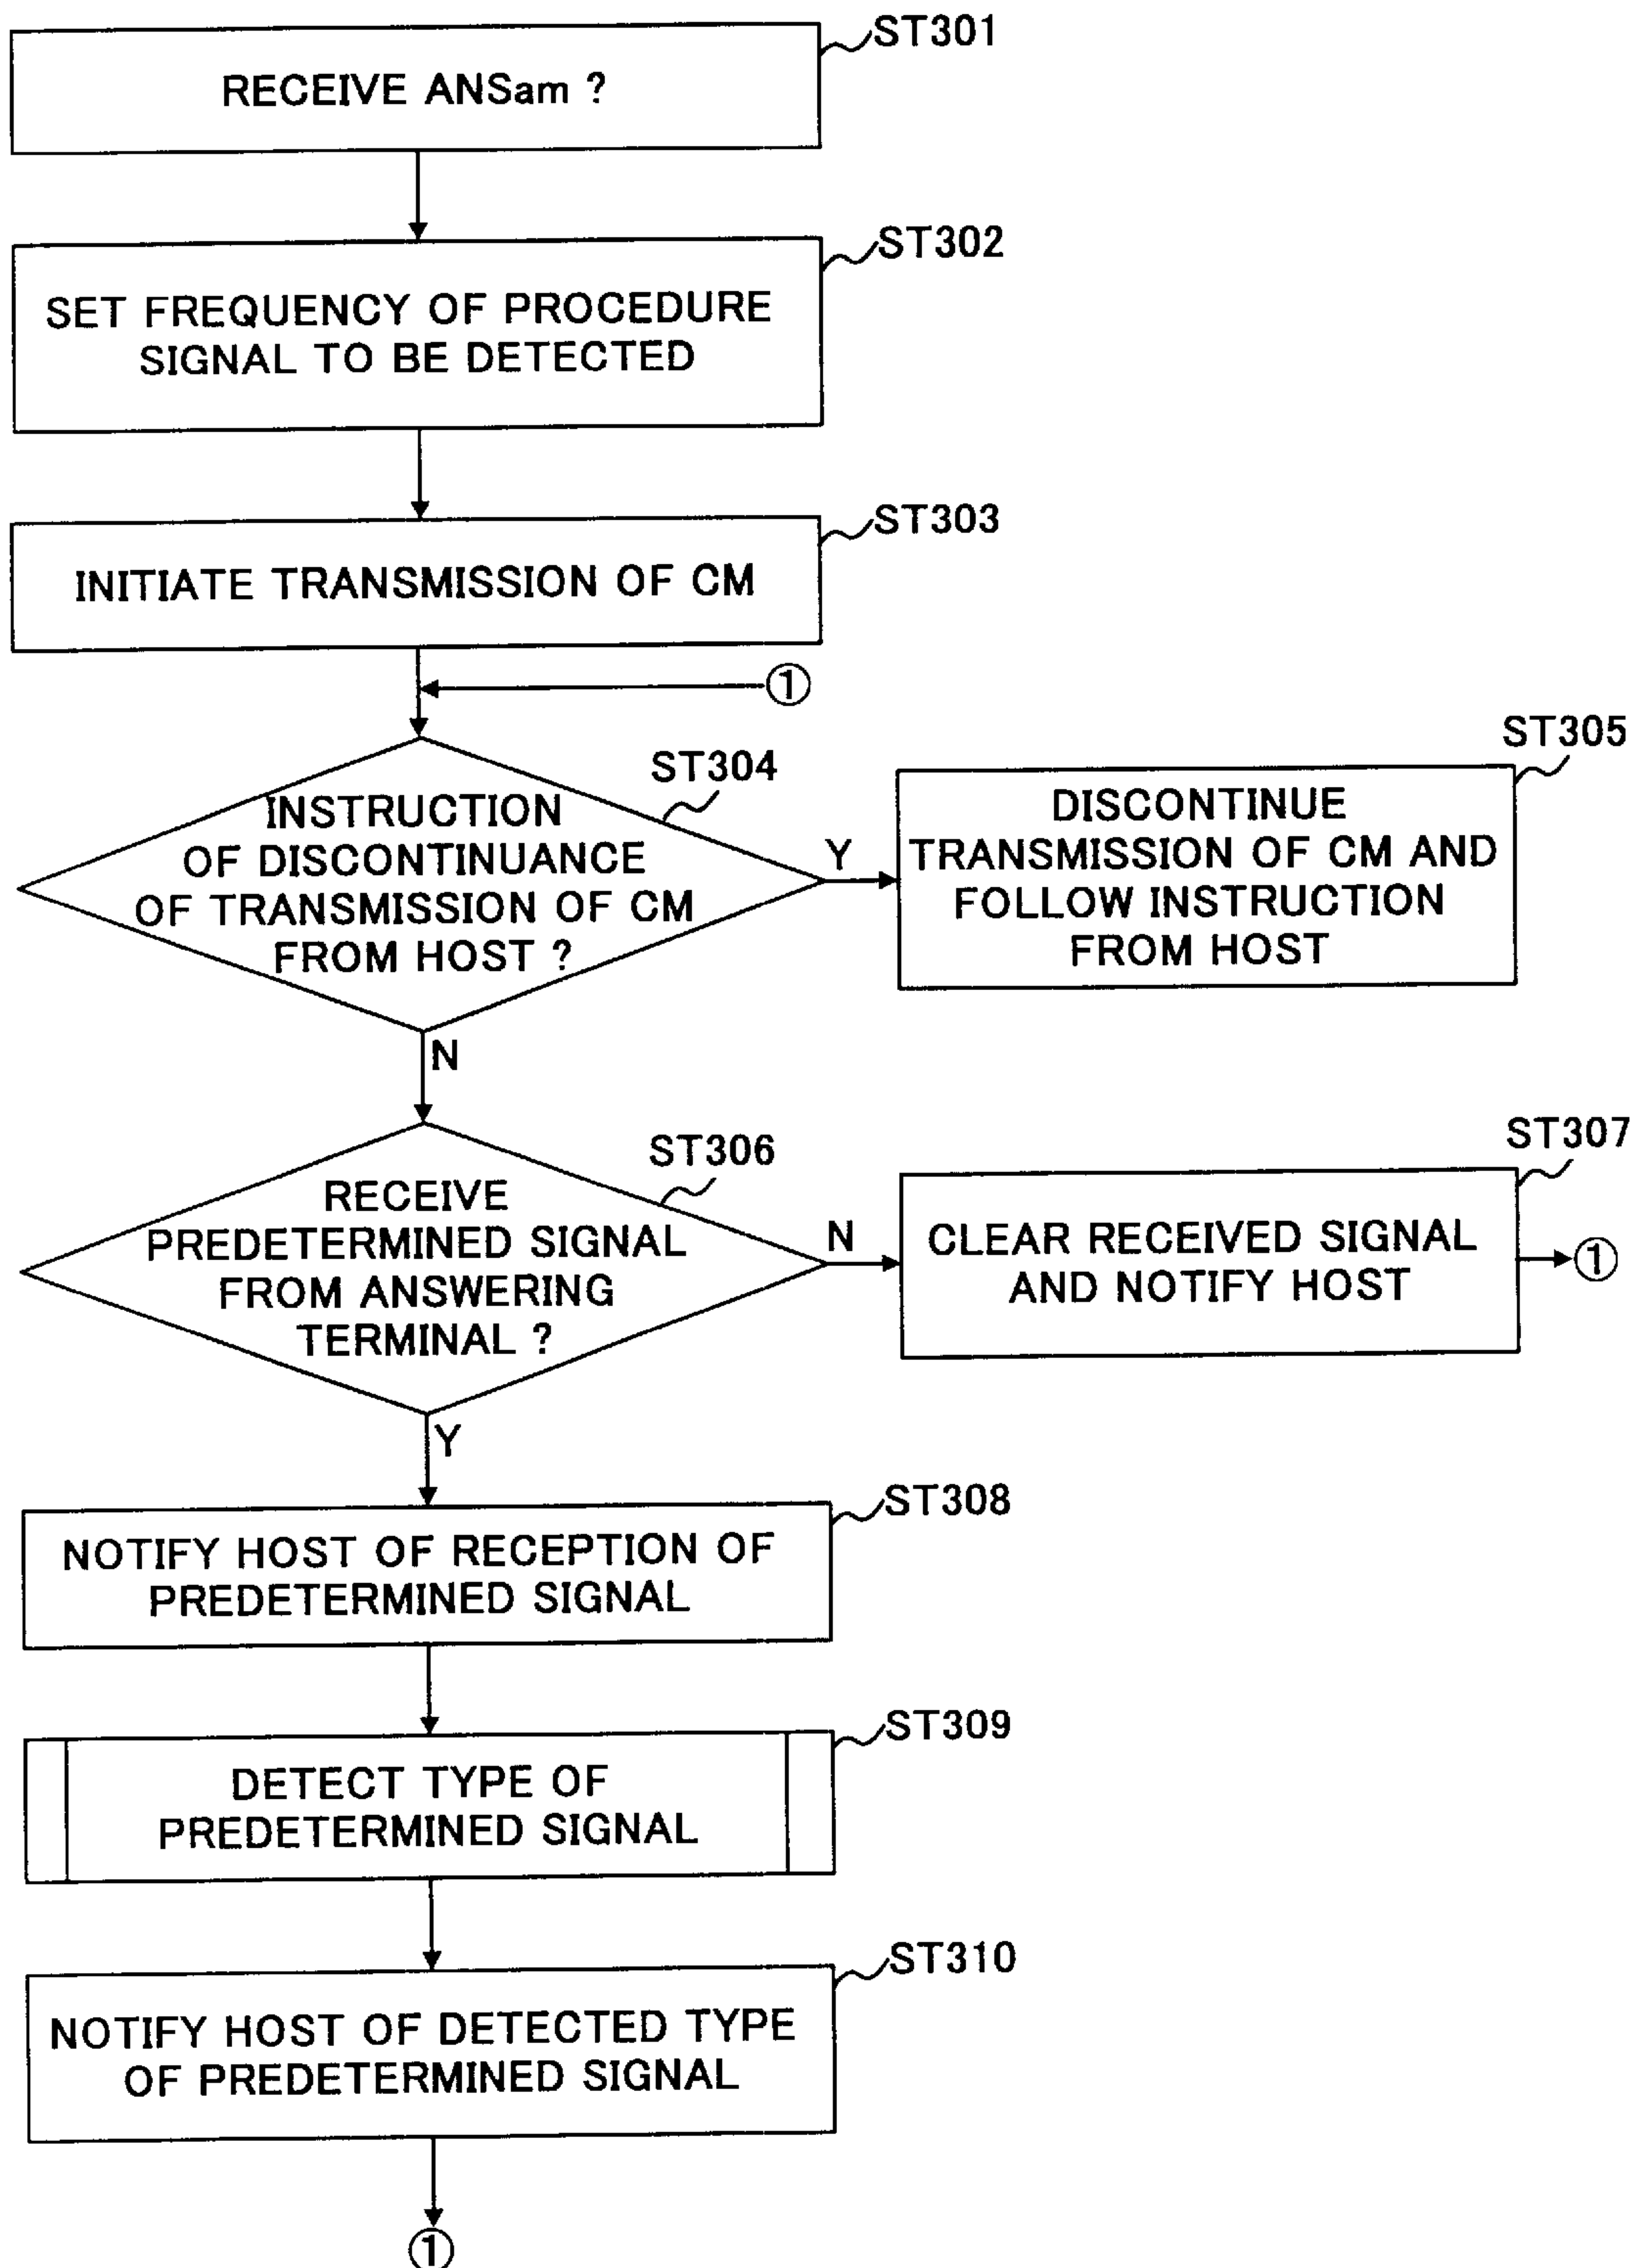 ST301
RECEIVE ANSam ?
ST302
SET FREQUENCY OF PROCEDURE
SIGNAL TO BE DETECTED
ST303
INITIATE TRANSMISSION OF CM
①
ST304
INSTRUCTION
OF DISCONTINUANCE
OF TRANSMISSION OF CM
FROM HOST ?
Y
ST305
DISCONTINUE
TRANSMISSION OF CM AND
FOLLOW INSTRUCTION
FROM HOST
N
ST306
RECEIVE
PREDETERMINED SIGNAL
FROM ANSWERING
TERMINAL ?
N
ST307
CLEAR RECEIVED SIGNAL
AND NOTIFY HOST
①
Y
ST308
NOTIFY HOST OF RECEPTION OF
PREDETERMINED SIGNAL
ST309
DETECT TYPE OF
PREDETERMINED SIGNAL
ST310
NOTIFY HOST OF DETECTED TYPE
OF PREDETERMINED SIGNAL
①